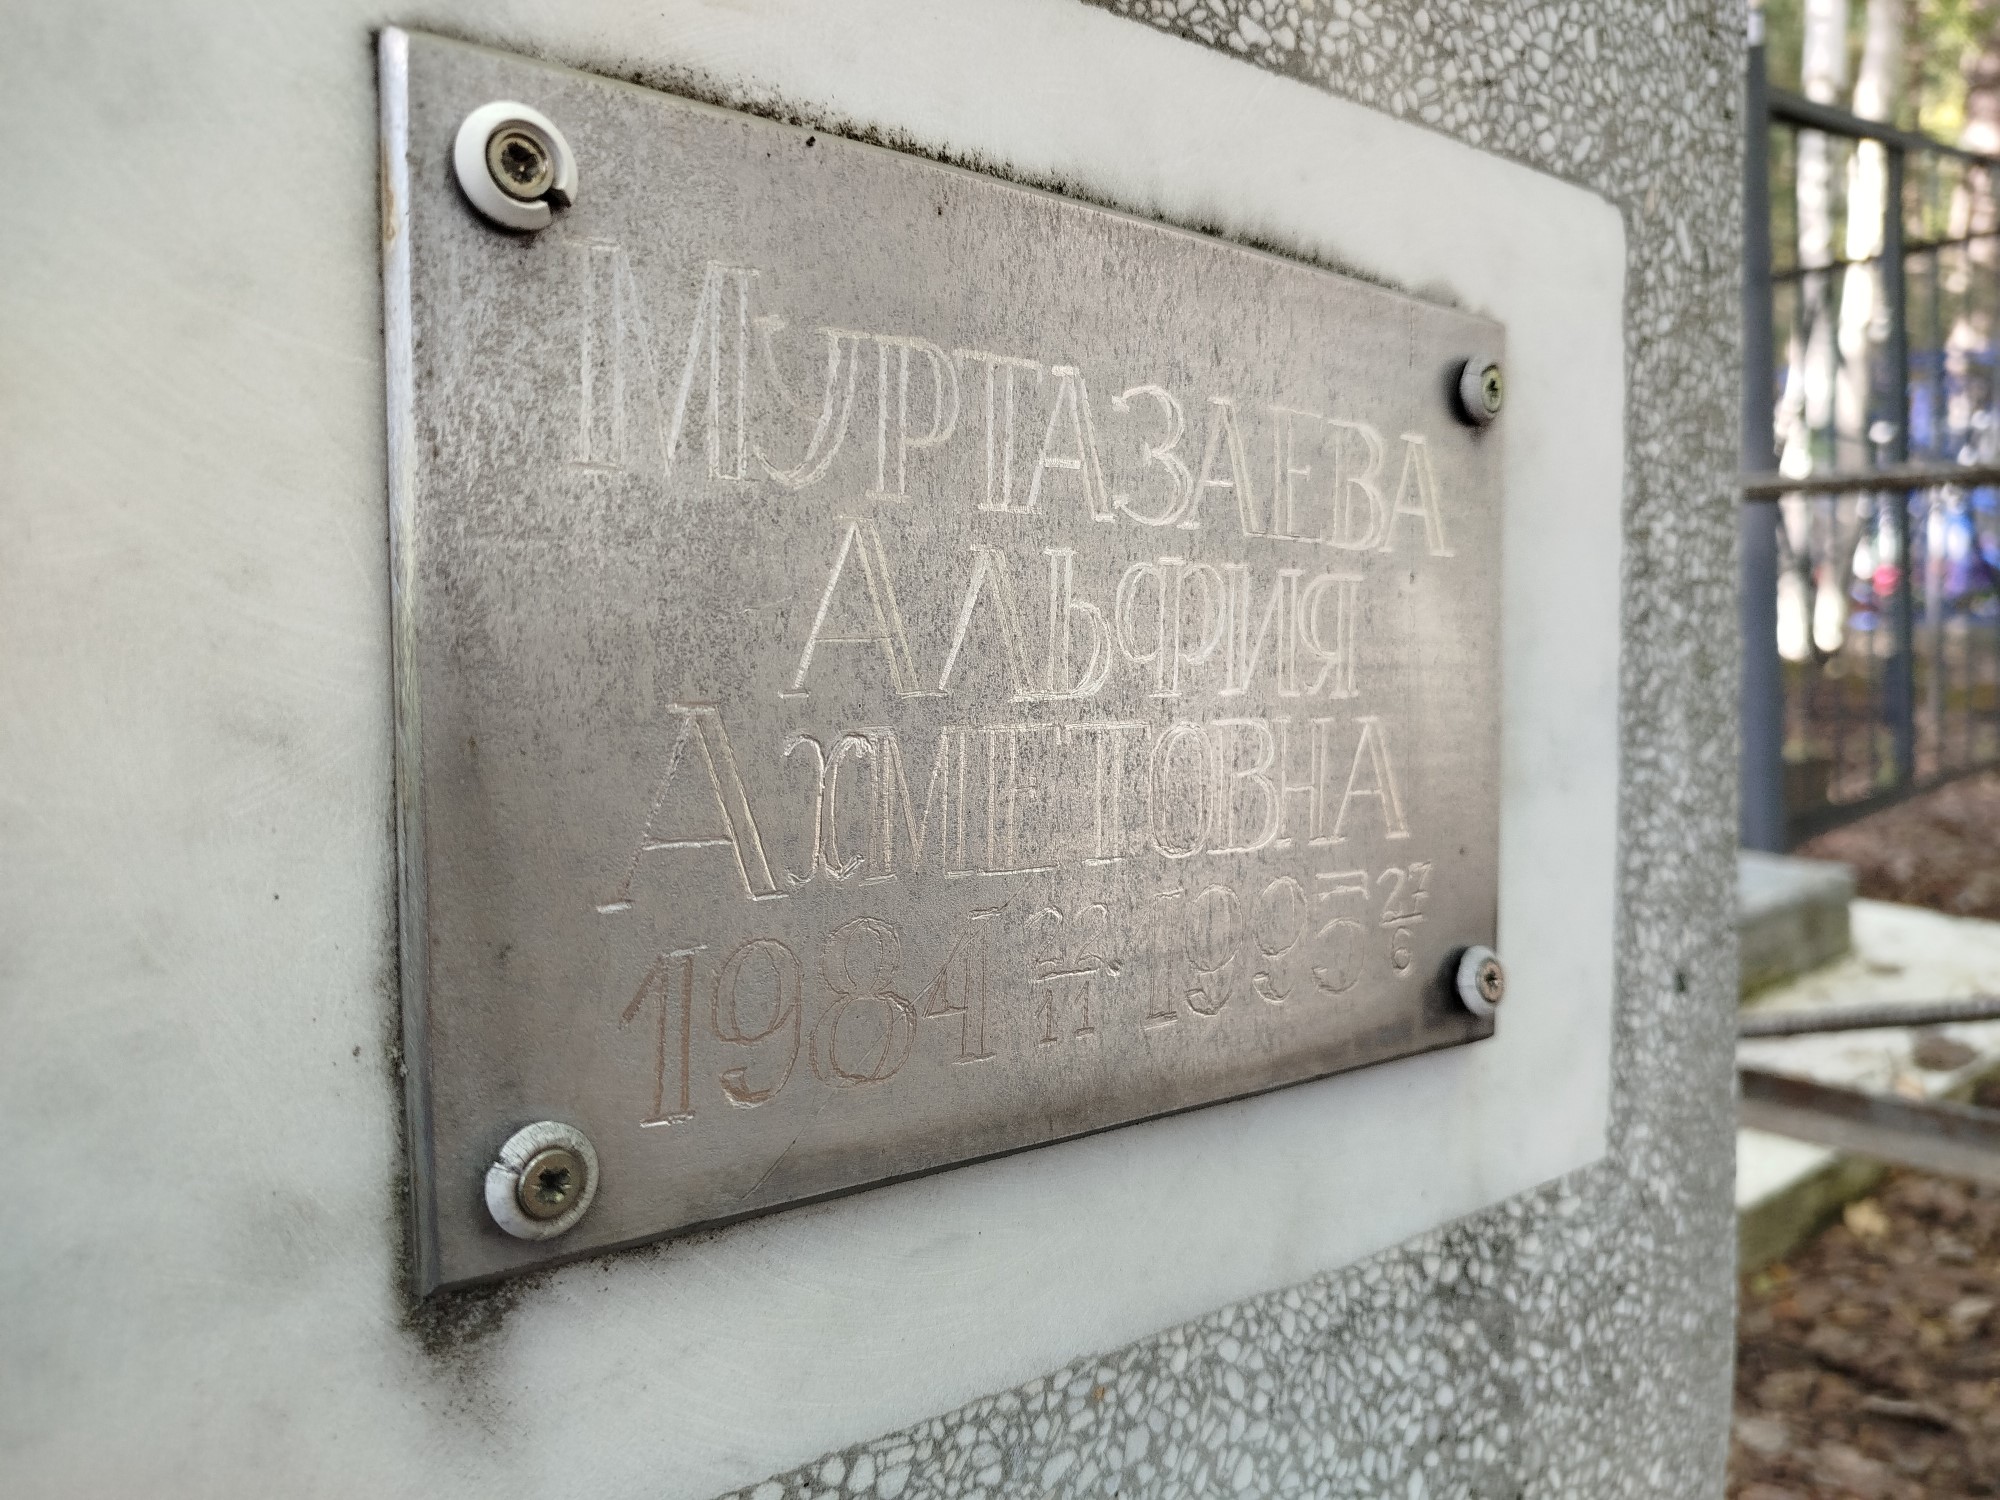 Муртазаева
Альфия
Ахметовна
1984 22/11 1995 27/6